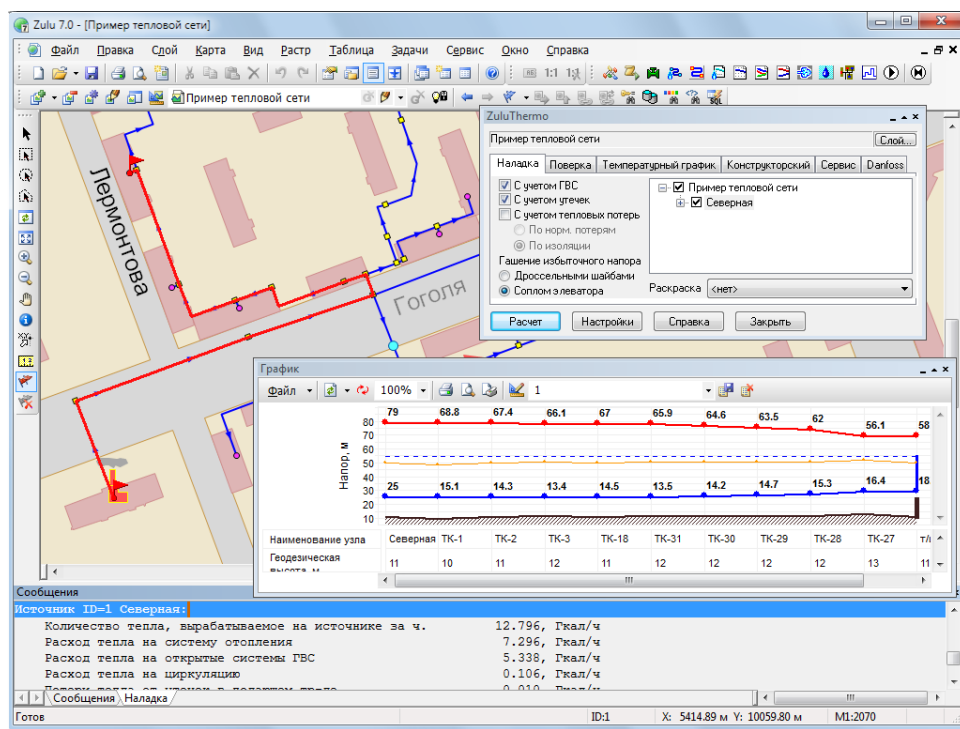 Zulu 7.0 - [Пример тепловой сети]
Файл Правка Слой Карта Вид Растр Таблица Задачи Сервис Окно Справка
1:1
Пример тепловой сети
ZuluThermo
Пример тепловой сети Слой...
Наладка Поверка Температурный график Конструкторский Сервис Danfoss
С учетом ГВС
С учетом утечек
С учетом тепловых потерь
По норм. потерям
По изоляции
Гашение избыточного напора
Дроссельными шайбами
Соплом элеватора
Пример тепловой сети
Северная
Раскраска <нет>
Расчет Настройки Справка Закрыть
Лермонтова
Гоголя
График
Файл 100% 1
Напор, м
80
70
60
50
40
30
20
10
79 68.8 67.4 66.1 67 65.9 64.6 63.5 62 56.1 58
25 15.1 14.3 13.4 14.5 13.5 14.2 14.7 15.3 16.4 18
Наименование узла Северная ТК-1 ТК-2 ТК-3 ТК-18 ТК-31 ТК-30 ТК-29 ТК-28 ТК-27
Геодезическая
высота, м 11 10 11 12 11 12 12 12 12 13 11
Сообщения
Источник ID=1 Северная:
Количество тепла, вырабатываемое на источнике за ч. 12.796, Гкал/ч
Расход тепла на систему отопления 7.296, Гкал/ч
Расход тепла на открытые системы ГВС 5.338, Гкал/ч
Расход тепла на циркуляцию 0.106, Гкал/ч
Сообщения Наладка
Готов ID:1 X: 5414.89 м Y: 10059.80 м М1:2070